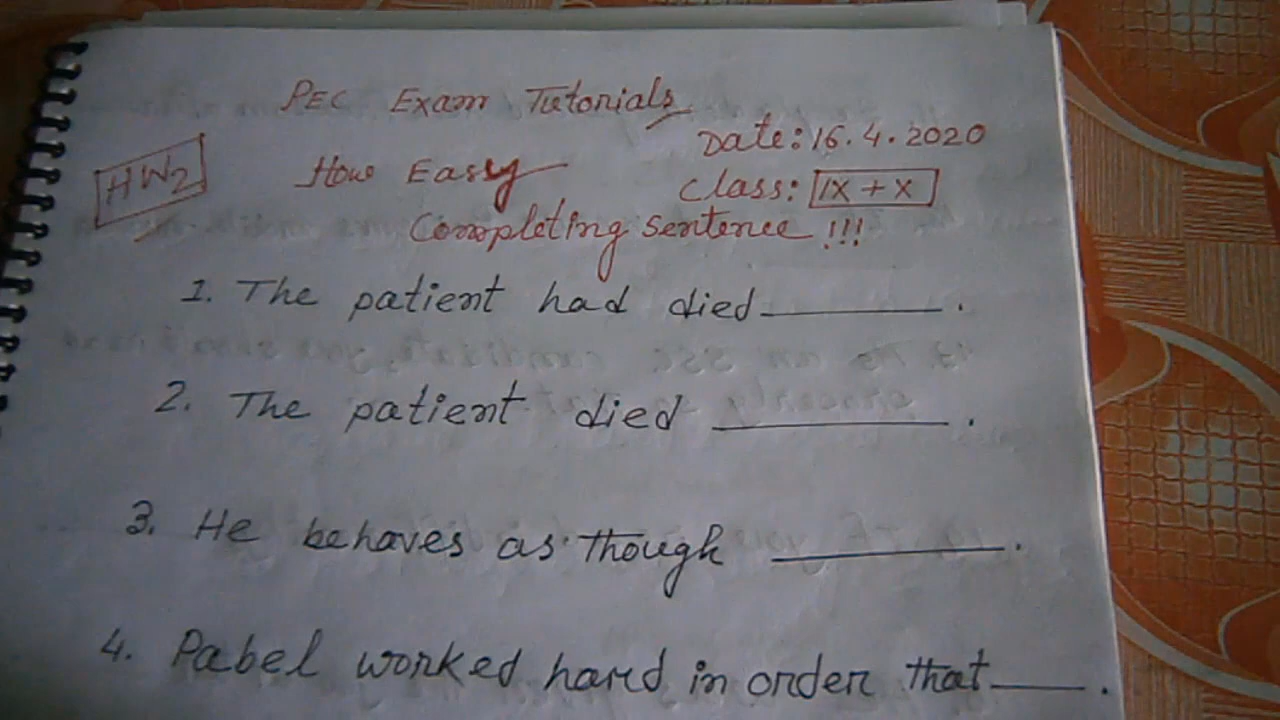 PEC Exam Tutorials
Date: 16.4.2020
HW2
How Easy
Class: IX + X
Completing Sentence !!!
1. The patient had died ______.
2. The patient died ______.
3. He behaves as though ______.
4. Pabel worked hard in order that ____.